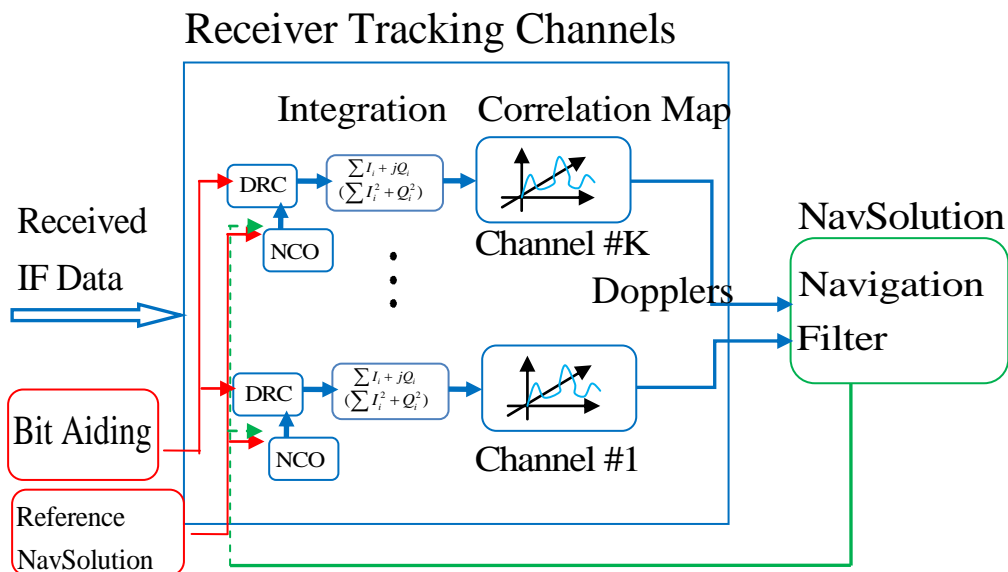 Receiver Tracking Channels
Integration
Correlation Map
DRC
∑ I_i + jQ_i
(∑ I_i^2 + Q_i^2)
NCO
Channel #K
Received
IF Data
Dopplers
NavSolution
Navigation
Filter
DRC
∑ I_i + jQ_i
(∑ I_i^2 + Q_i^2)
NCO
Channel #1
Bit Aiding
Reference
NavSolution